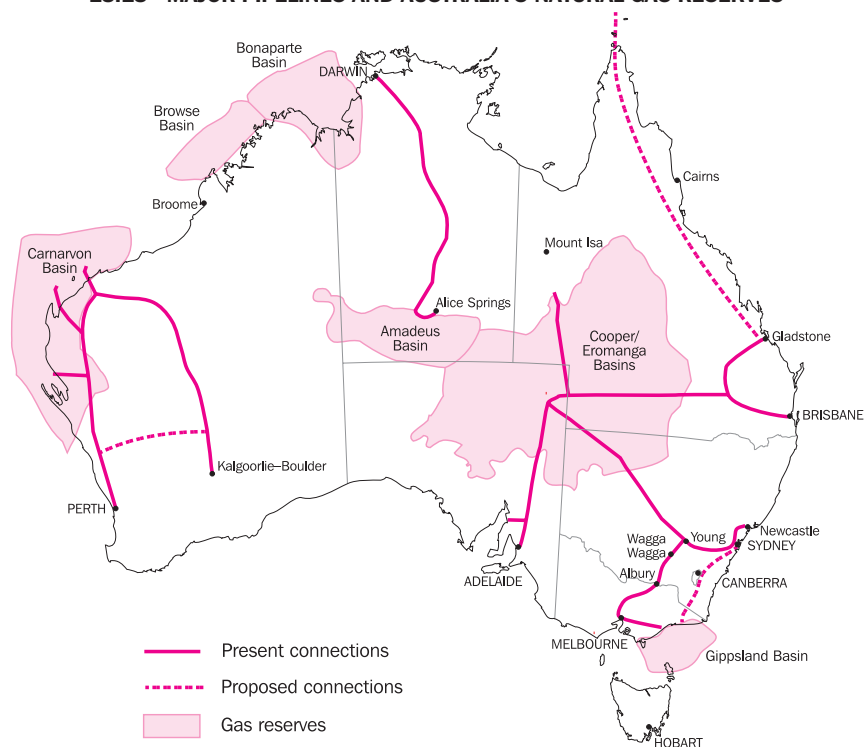 Bonaparte
Basin
DARWIN
Browse
Basin
Cairns
Broome
Mount Isa
Carnarvon
Basin
Alice Springs
Amadeus
Basin
Cooper/
Eromanga
Basins
Gladstone
BRISBANE
Kalgoorlie–Boulder
PERTH
Newcastle
Young
SYDNEY
Wagga
Wagga
ADELAIDE
Albury
CANBERRA
MELBOURNE
Gippsland Basin
Present connections
Proposed connections
Gas reserves
HOBART